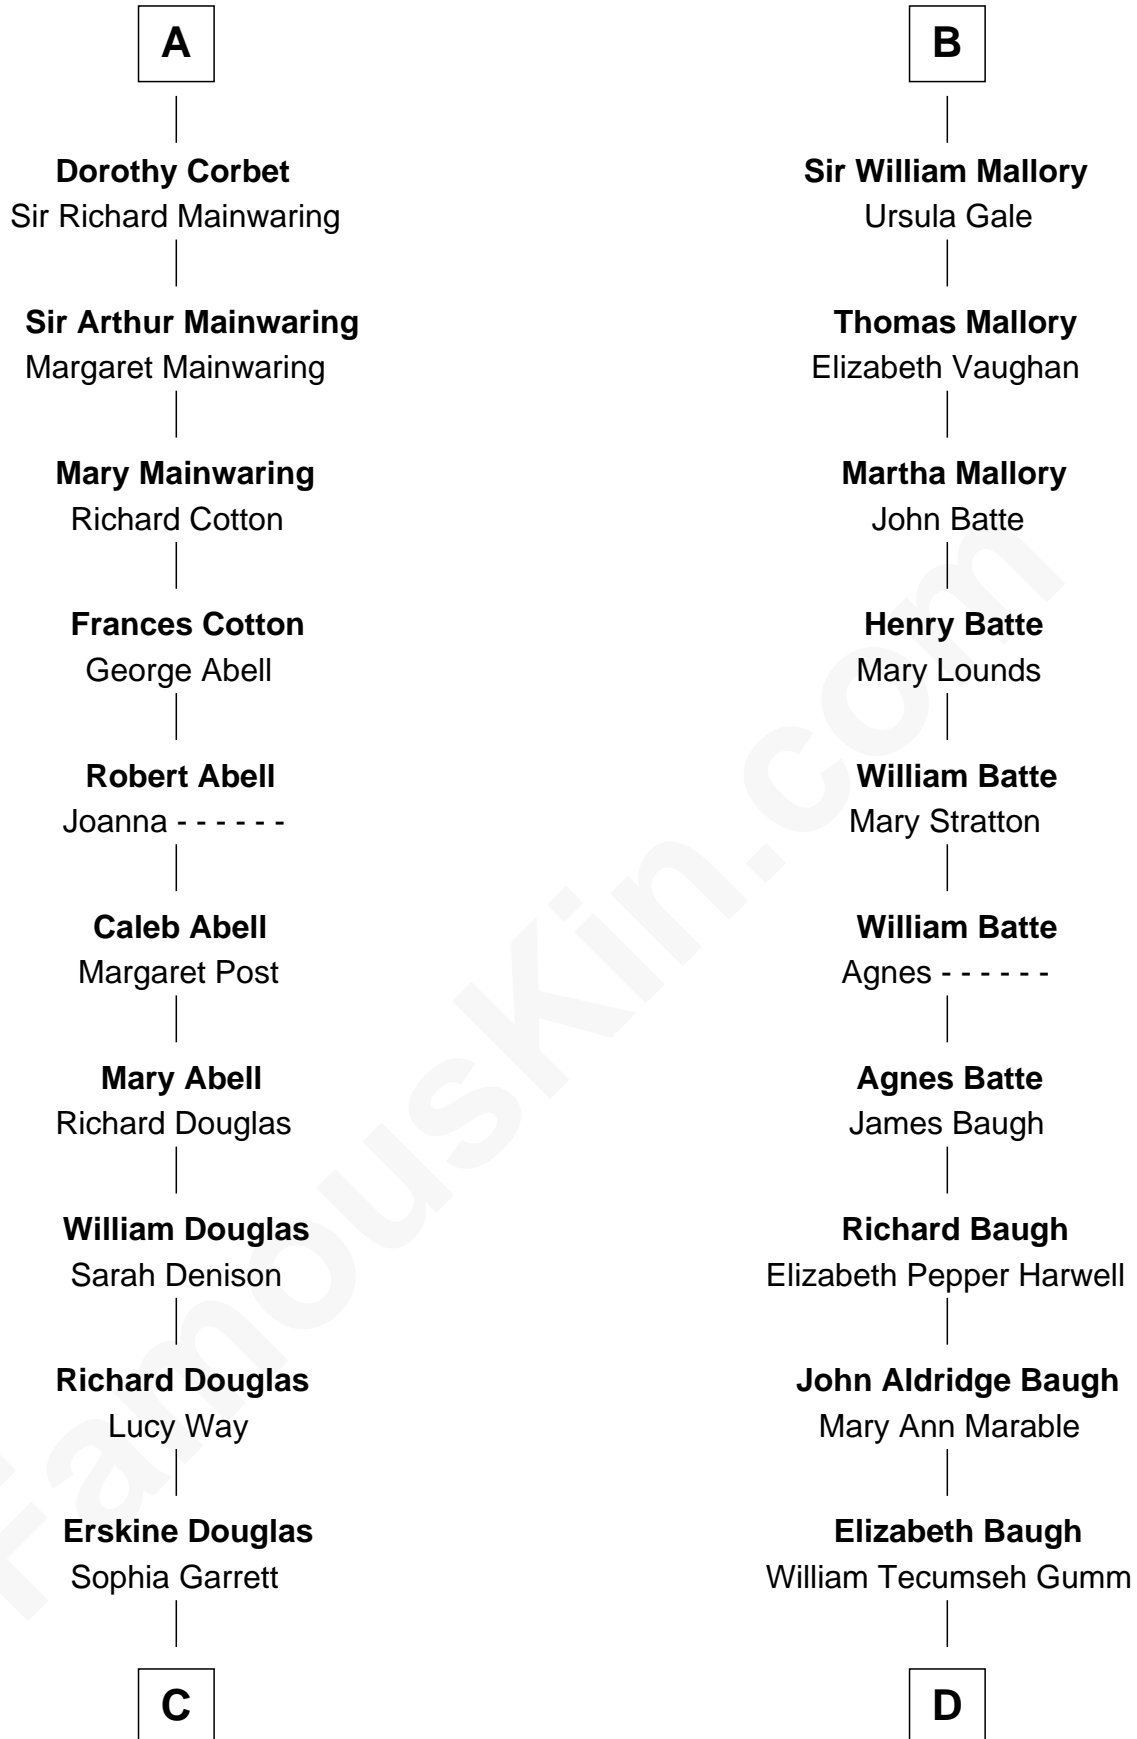 A
Dorothy Corbet
Sir Richard Mainwaring
Sir Arthur Mainwaring
Margaret Mainwaring
Mary Mainwaring
Richard Cotton
Frances Cotton
George Abell
Robert Abell
Joanna - - - - - -
Caleb Abell
Margaret Post
Mary Abell
Richard Douglas
William Douglas
Sarah Denison
Richard Douglas
Lucy Way
Erskine Douglas
Sophia Garrett
C
B
Sir William Mallory
Ursula Gale
Thomas Mallory
Elizabeth Vaughan
Martha Mallory
John Batte
Henry Batte
Mary Lounds
William Batte
Mary Stratton
William Batte
Agnes - - - - - -
Agnes Batte
James Baugh
Richard Baugh
Elizabeth Pepper Harwell
John Aldridge Baugh
Mary Ann Marable
Elizabeth Baugh
William Tecumseh Gumm
D
FamousKin.com